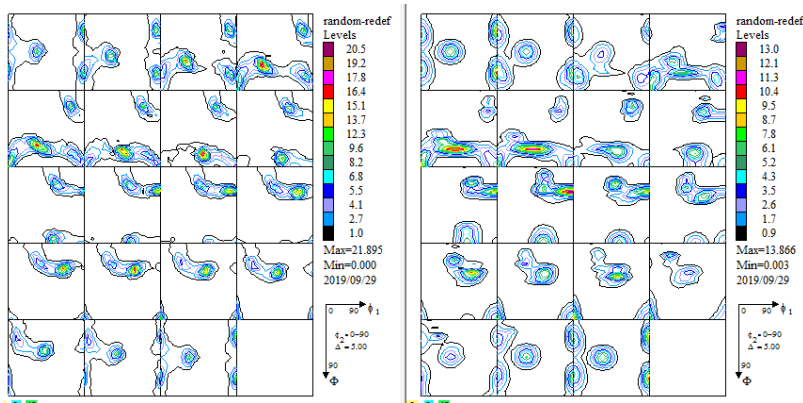 random-redef
Levels
20.5
19.2
17.8
16.4
15.1
13.7
12.3
9.6
8.2
6.8
5.5
4.1
2.7
1.0
Max=21.895
Min=0.000
2019/09/29
0 90 ϕ1
ϕ2=0-90
Δ=5.00
90
Φ
random-redef
Levels
13.0
12.1
11.3
10.4
9.5
8.7
7.8
6.1
5.2
4.3
3.5
2.6
1.7
0.9
Max=13.866
Min=0.003
2019/09/29
0 90 ϕ1
ϕ2=0-90
Δ=5.00
90
Φ